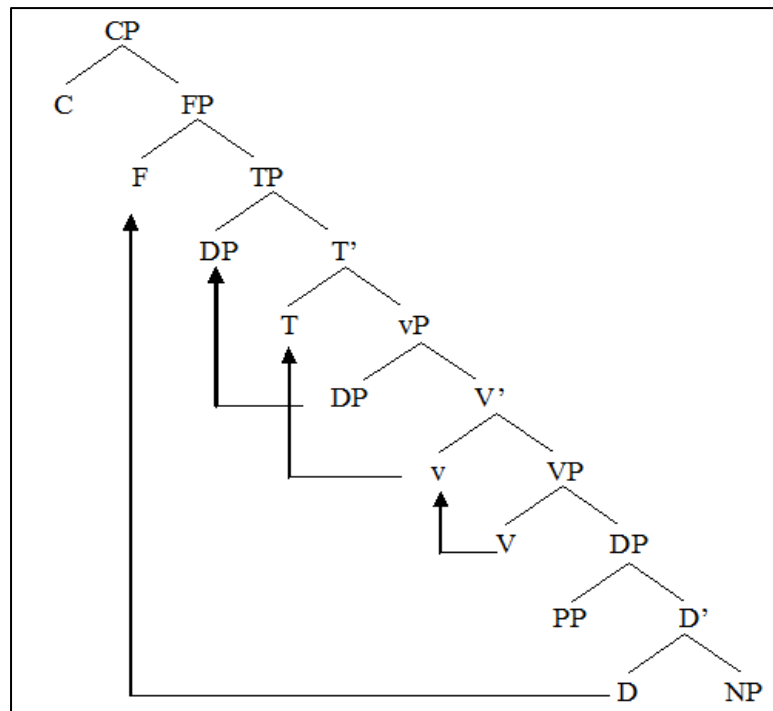 CP
C FP
F TP
DP T’
T vP
DP V’
v VP
V DP
PP D’
D NP